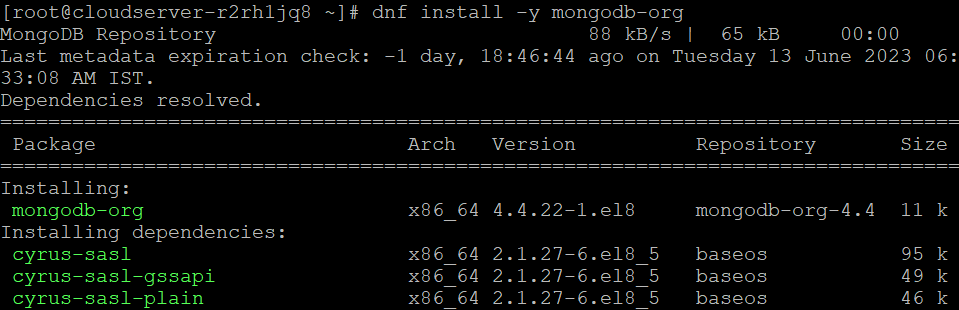 [root@cloudserver-r2rh1jq8 ~]# dnf install -y mongodb-org
MongoDB Repository                               88 kB/s |  65 kB     00:00
Last metadata expiration check: -1 day, 18:46:44 ago on Tuesday 13 June 2023 06:
33:08 AM IST.
Dependencies resolved.
================================================================================
 Package                          Arch   Version          Repository       Size
================================================================================
Installing:
 mongodb-org                      x86_64 4.4.22-1.el8     mongodb-org-4.4  11 k
Installing dependencies:
 cyrus-sasl                       x86_64 2.1.27-6.el8_5   baseos           95 k
 cyrus-sasl-gssapi                x86_64 2.1.27-6.el8_5   baseos           49 k
 cyrus-sasl-plain                 x86_64 2.1.27-6.el8_5   baseos           46 k